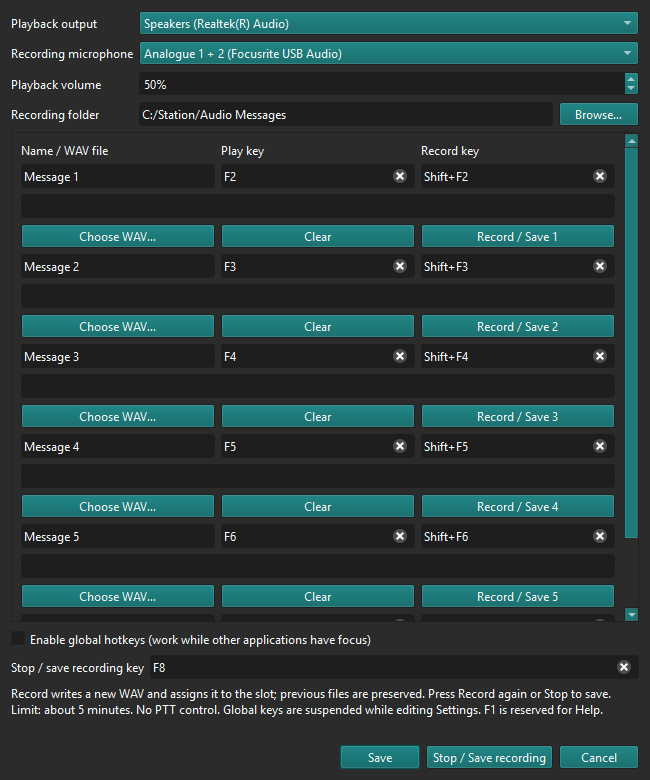 Playback output Speakers (Realtek(R) Audio)
Recording microphone Analogue 1 + 2 (Focusrite USB Audio)
Playback volume 50%
Recording folder C:/Station/Audio Messages Browse...
Name / WAV file Play key Record key
Message 1 F2 Shift+F2
Choose WAV... Clear Record / Save 1
Message 2 F3 Shift+F3
Choose WAV... Clear Record / Save 2
Message 3 F4 Shift+F4
Choose WAV... Clear Record / Save 3
Message 4 F5 Shift+F5
Choose WAV... Clear Record / Save 4
Message 5 F6 Shift+F6
Choose WAV... Clear Record / Save 5
Enable global hotkeys (work while other applications have focus)
Stop / save recording key F8
Record writes a new WAV and assigns it to the slot; previous files are preserved. Press Record again or Stop to save.
Limit: about 5 minutes. No PTT control. Global keys are suspended while editing Settings. F1 is reserved for Help.
Save Stop / Save recording Cancel